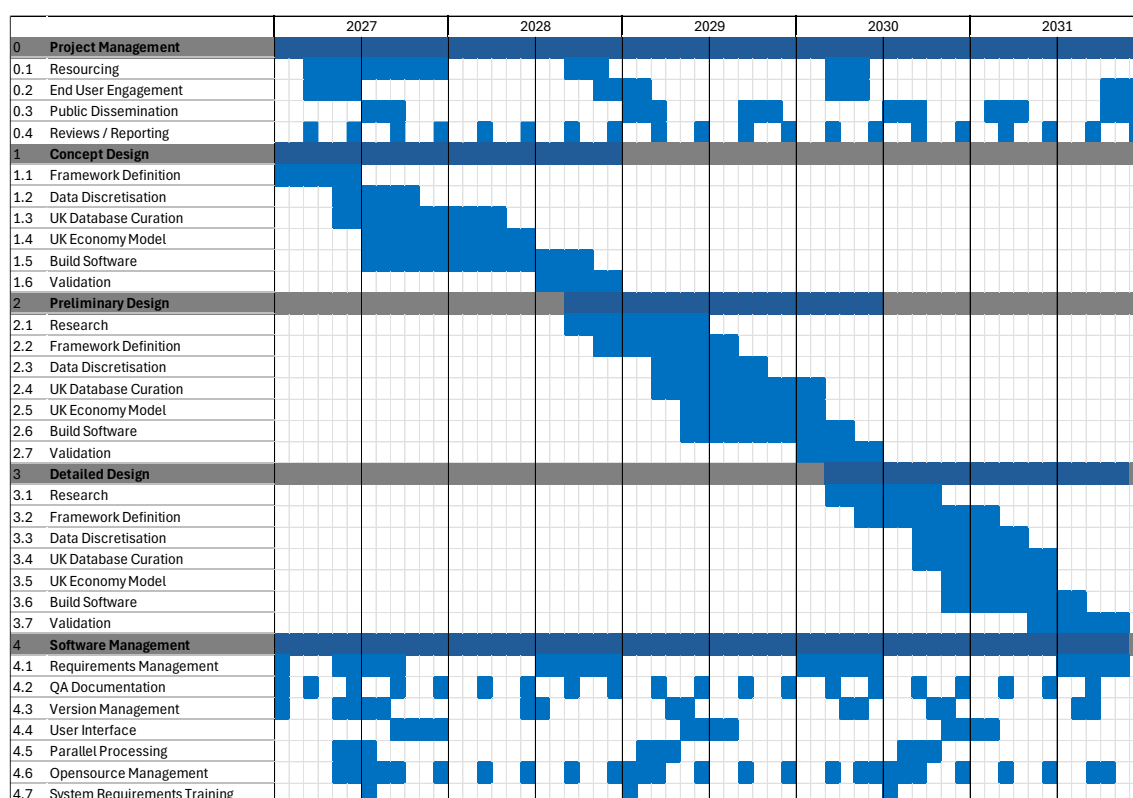 2027 2028 2029 2030 2031
0 Project Management
0.1 Resourcing
0.2 End User Engagement
0.3 Public Dissemination
0.4 Reviews / Reporting
1 Concept Design
1.1 Framework Definition
1.2 Data Discretisation
1.3 UK Database Curation
1.4 UK Economy Model
1.5 Build Software
1.6 Validation
2 Preliminary Design
2.1 Research
2.2 Framework Definition
2.3 Data Discretisation
2.4 UK Database Curation
2.5 UK Economy Model
2.6 Build Software
2.7 Validation
3 Detailed Design
3.1 Research
3.2 Framework Definition
3.3 Data Discretisation
3.4 UK Database Curation
3.5 UK Economy Model
3.6 Build Software
3.7 Validation
4 Software Management
4.1 Requirements Management
4.2 QA Documentation
4.3 Version Management
4.4 User Interface
4.5 Parallel Processing
4.6 Opensource Management
4.7 System Requirements Training